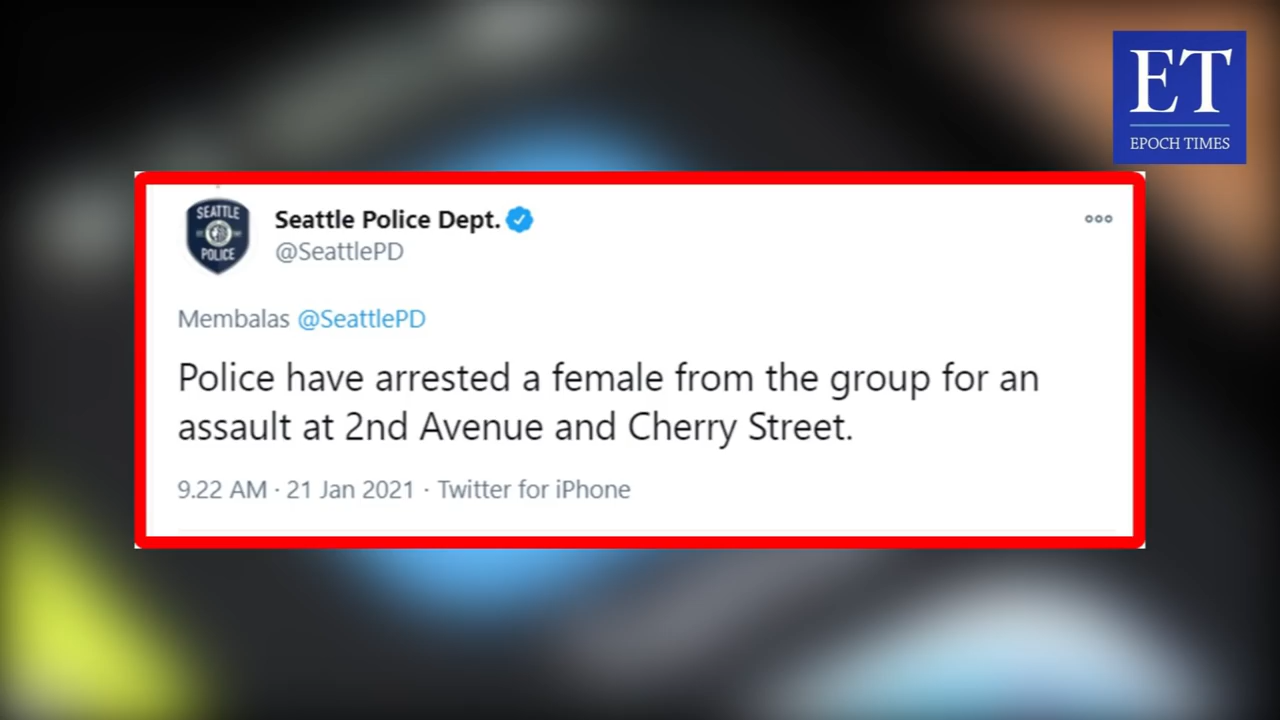 ET
EPOCH TIMES
SEATTLE
POLICE
Seattle Police Dept.
@SeattlePD
Membalas @SeattlePD
Police have arrested a female from the group for an
assault at 2nd Avenue and Cherry Street.
9.22 AM · 21 Jan 2021 · Twitter for iPhone